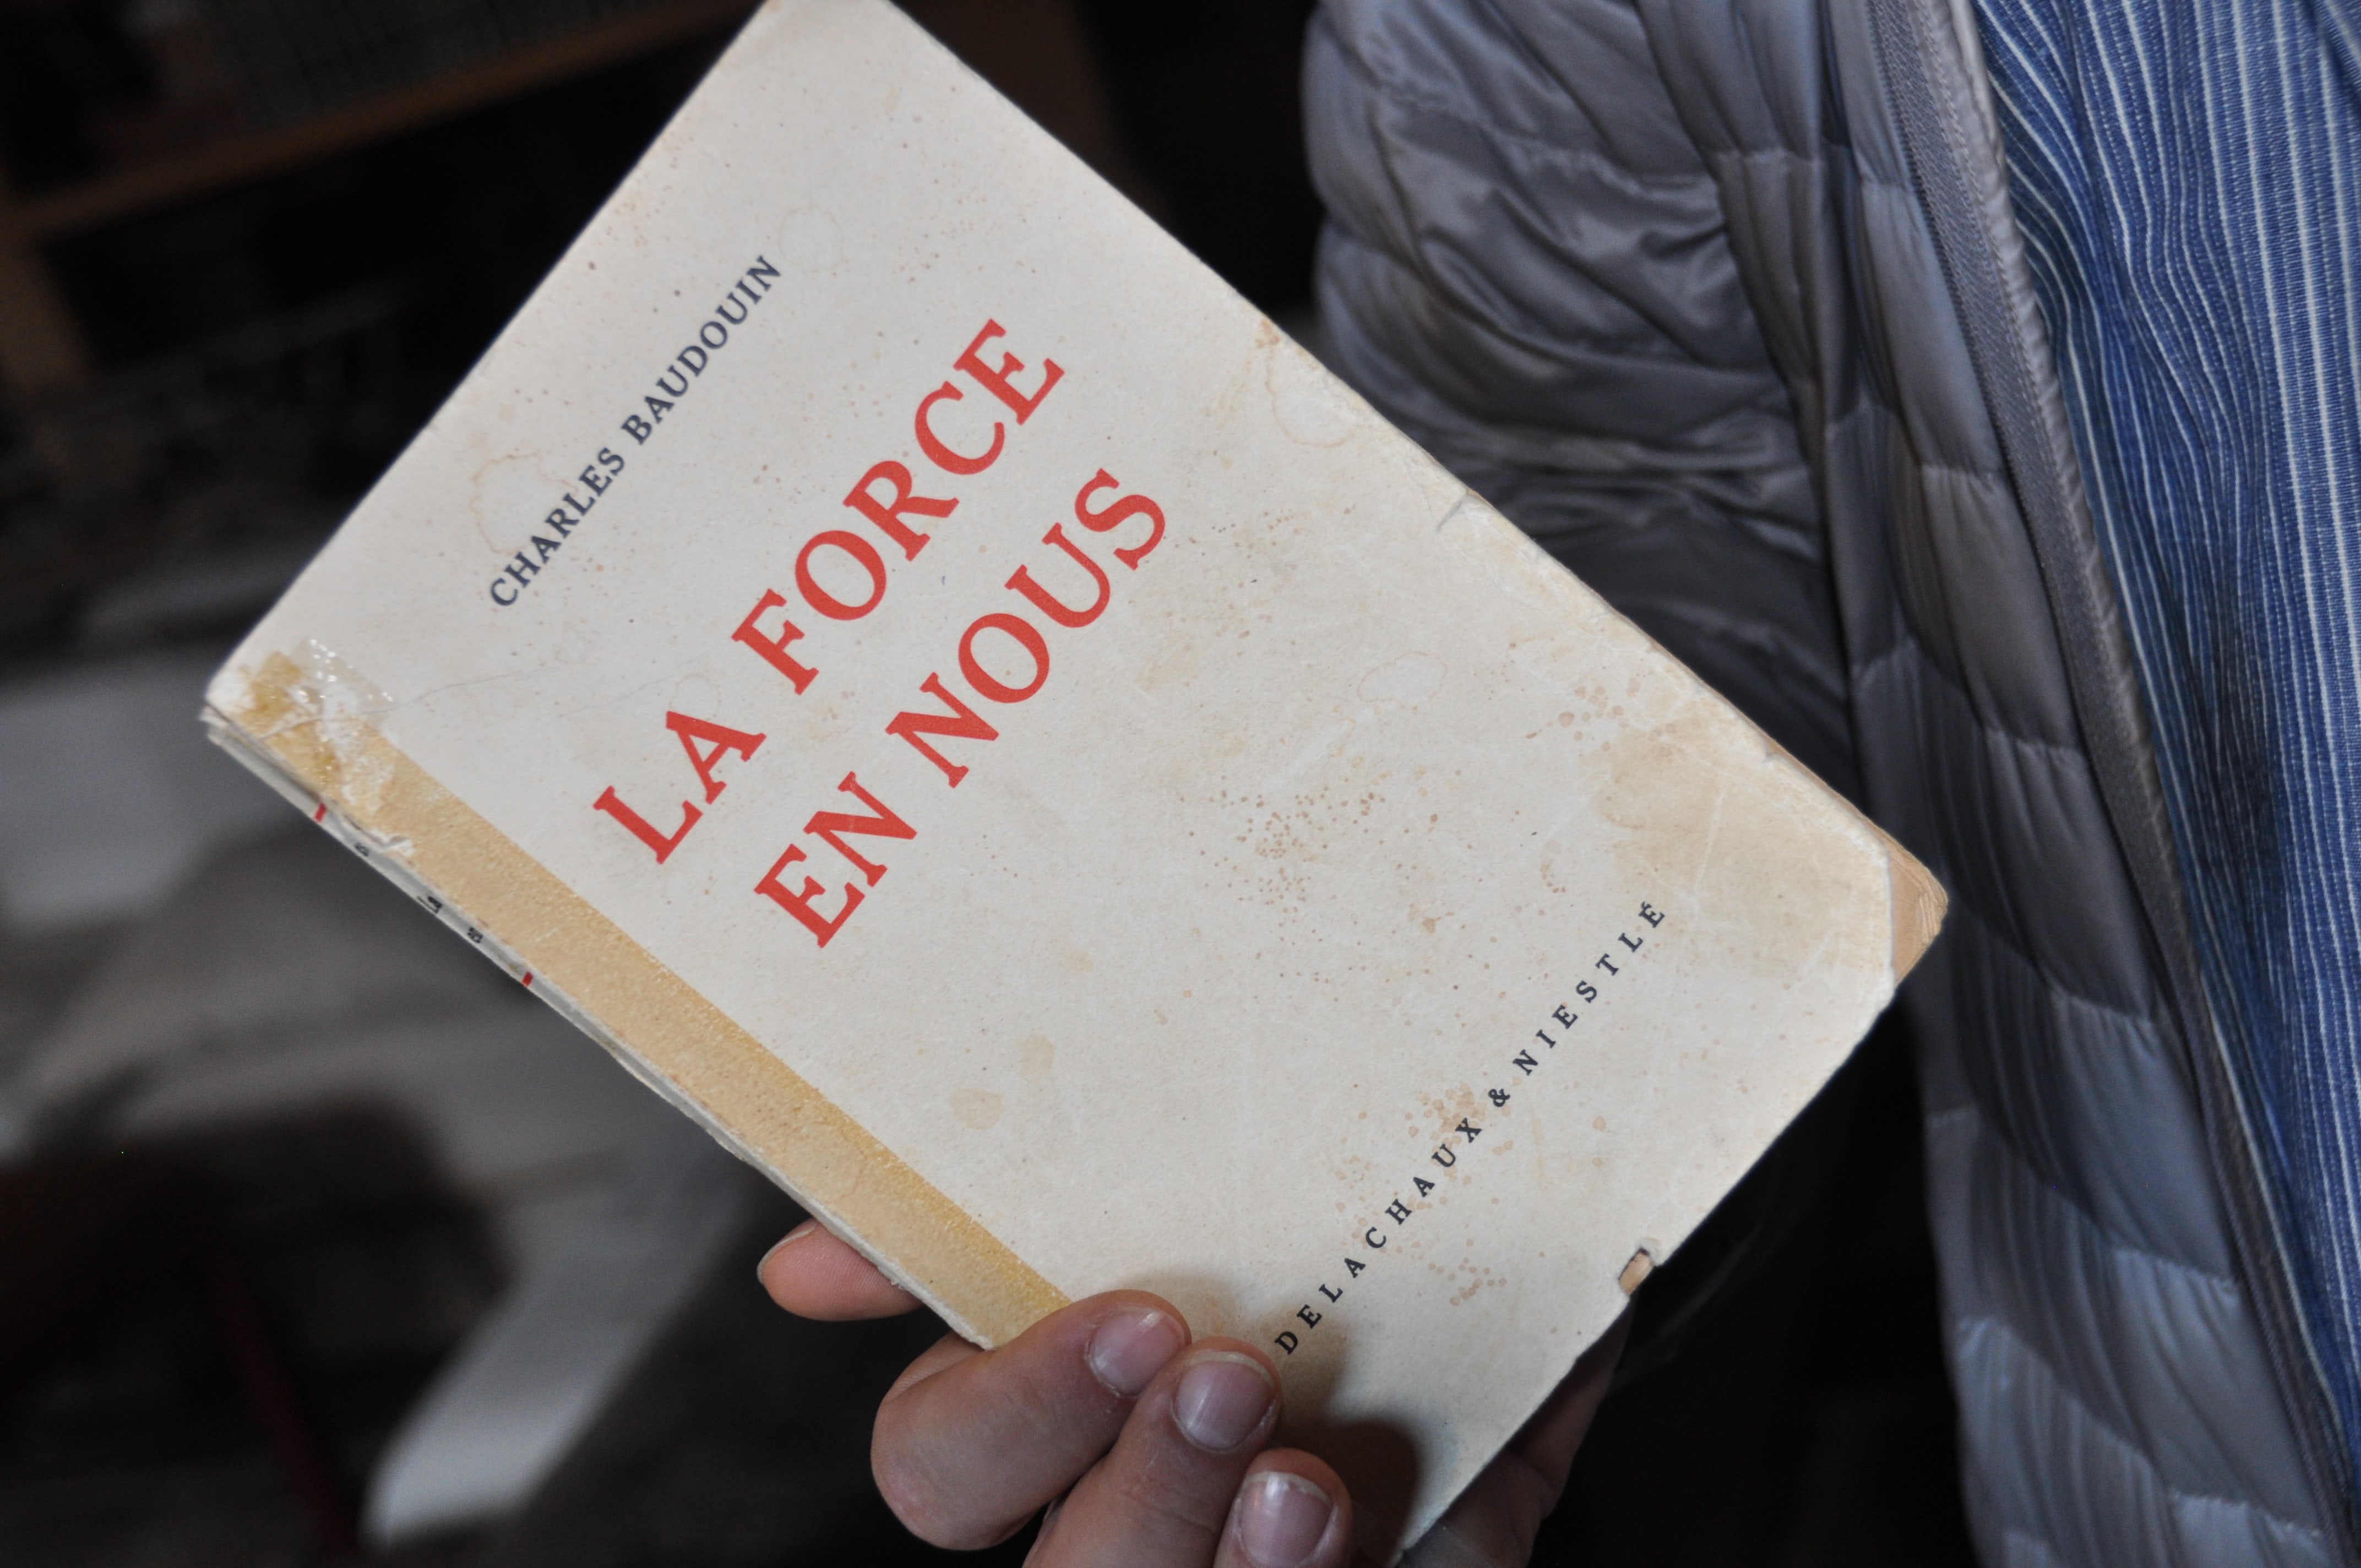 CHARLES BAUDOUIN
LA FORCE
EN NOUS
DELACHAUX & NIESTLÉ